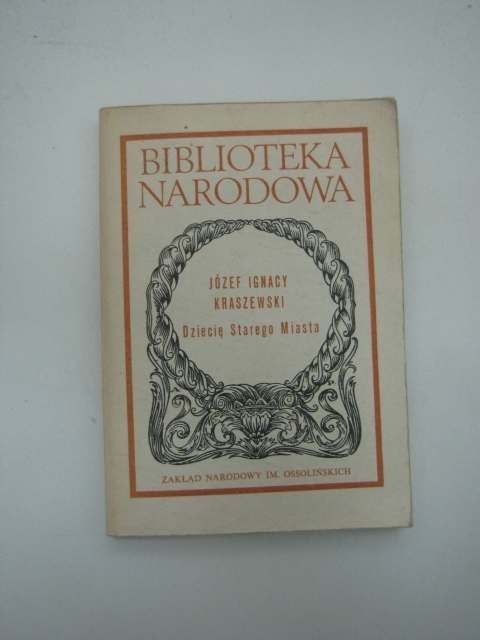 BIBLIOTEKA
NARODOWA
JÓZEF IGNACY
KRASZEWSKI
Dziecię Starego Miasta
ZAKŁAD NARODOWY IM. OSSOLIŃSKICH